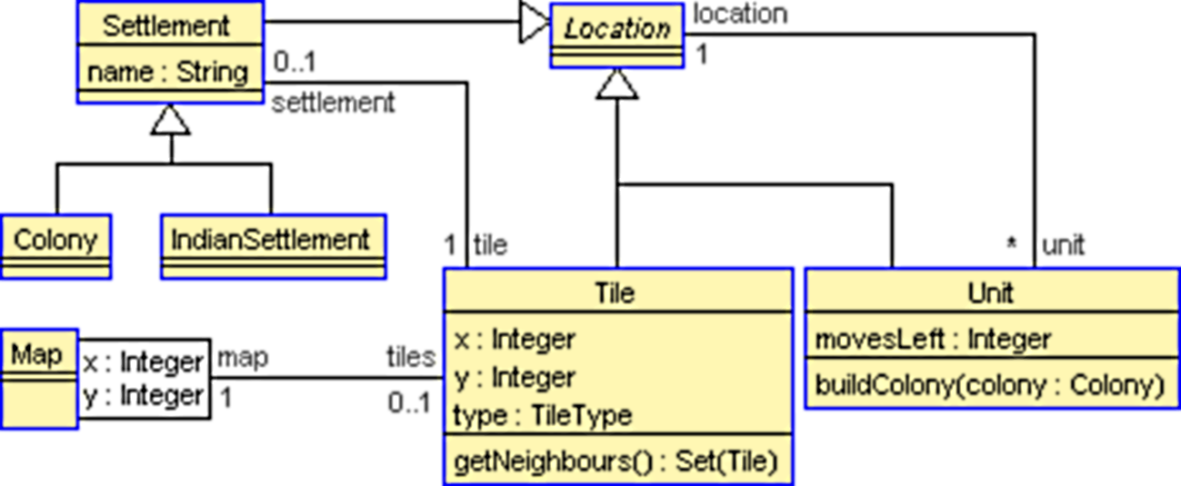 Settlement
name : String
0..1
settlement
Location
location
1
Colony
IndianSettlement
1 tile
* unit
Map
x : Integer
y : Integer
map
1
tiles
0..1
Tile
x : Integer
y : Integer
type : TileType
getNeighbours() : Set(Tile)
Unit
movesLeft : Integer
buildColony(colony : Colony)